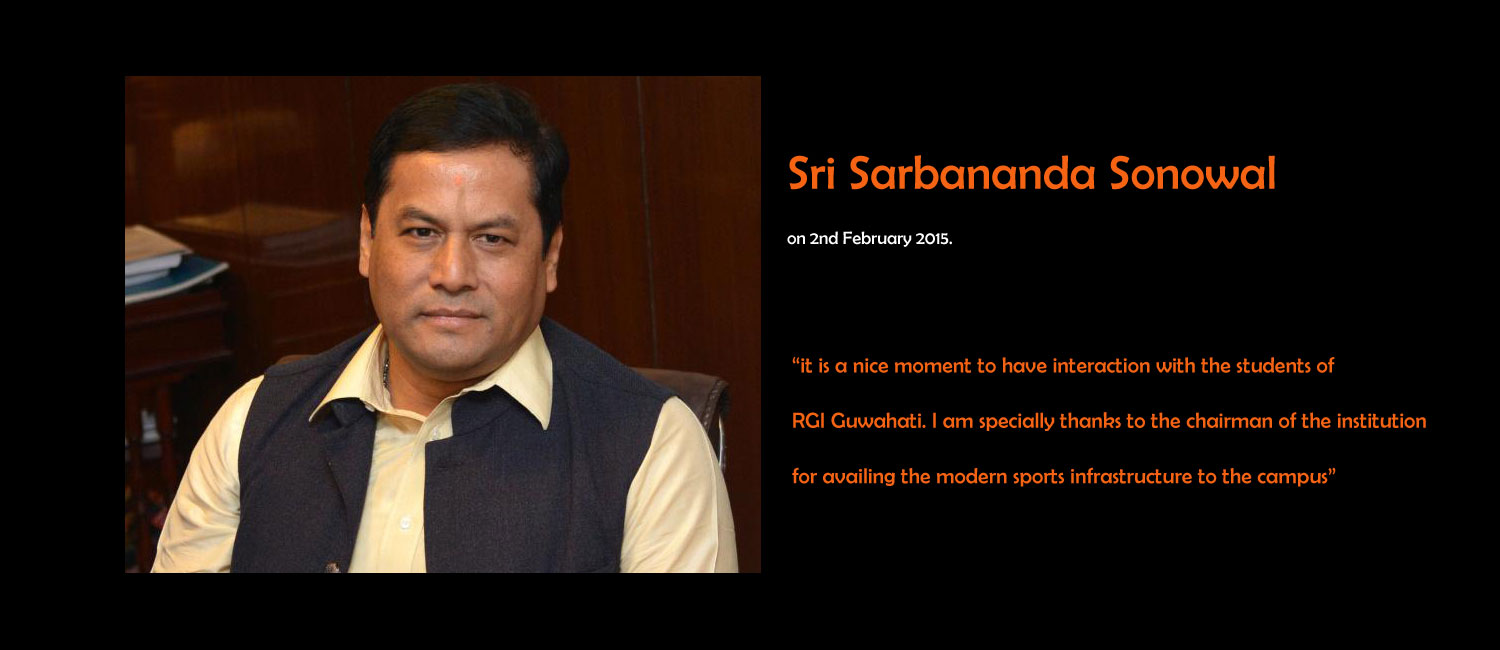 Sri Sarbananda Sonowal
on 2nd February 2015.
“it is a nice moment to have interaction with the students of
RGI Guwahati. I am specially thanks to the chairman of the institution
for availing the modern sports infrastructure to the campus”